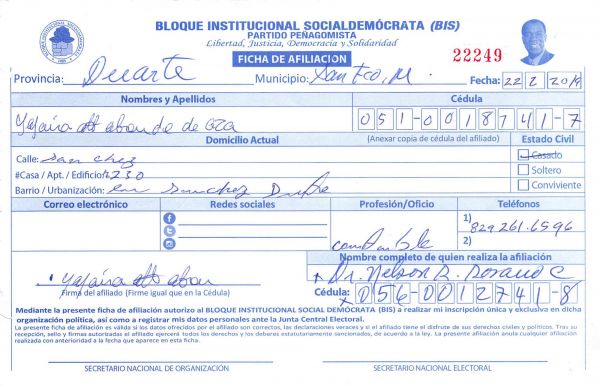 BLOQUE INSTITUCIONAL SOCIALDEMÓCRATA (BIS)
PARTIDO PEÑAGOMISTA
Libertad, Justicia, Democracia y Solidaridad
FICHA DE AFILIACIÓN
22249
Provincia: Duarte Municipio: San Fco, M. Fecha: 22 2 2019
Nombres y Apellidos Cédula
de 051-0018741-7
Domicilio Actual (Anexar copia de cédula del afiliado) Estado Civil
Calle: Sanchez Casado
#Casa / Apt. / Edificio: #230 Soltero
Barrio / Urbanización: Sanchez Conviviente
Correo electrónico Redes sociales Profesión/Oficio Teléfonos
1) 829 261-6596
contable 2)
Nombre completo de quien realiza la afiliación
Dr. Nelson R. Rosario C
Firma del afiliado (Firme igual que en la Cédula) Cédula: 056-0012741-8
Mediante la presente ficha de afiliación autorizo al BLOQUE INSTITUCIONAL SOCIAL DEMÓCRATA (BIS) a realizar mi inscripción única y exclusiva en dicha
organización política, así como a registrar mis datos personales ante la Junta Central Electoral.
La presente ficha de afiliación es válida si los datos ofrecidos por el afiliado son correctos, las declaraciones veraces y si el afiliado tiene el disfrute de sus derechos civiles y políticos. Tras su
recepción, sello y firmas autorizadas el afiliado ejercerá todos los derechos y los deberes estatutariamente sancionados, de acuerdo a la ley. La presente afiliación anula cualquier afiliación
realizada con anterioridad a la fecha que aparece en esta ficha.
SECRETARIO NACIONAL DE ORGANIZACIÓN SECRETARIO NACIONAL ELECTORAL